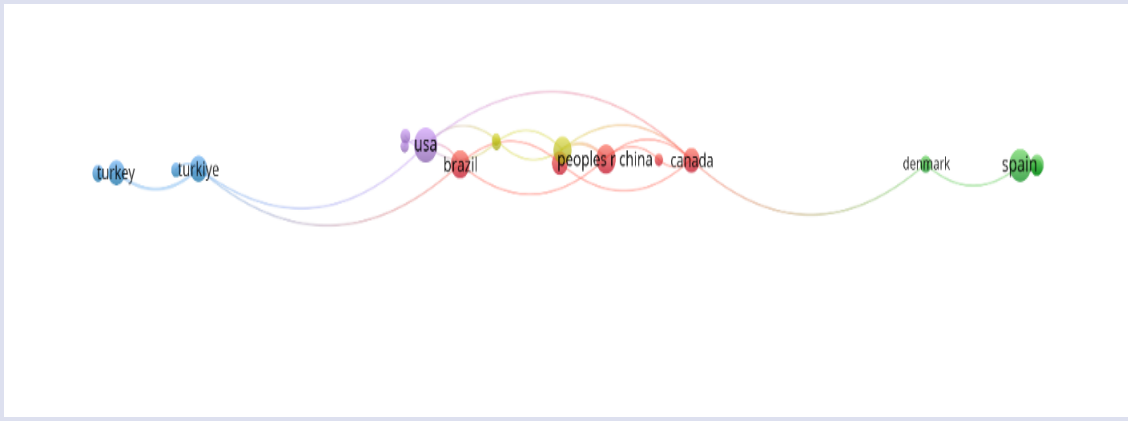 turkey
turkiye
usa
brazil
peoples r china
canada
denmark
spain